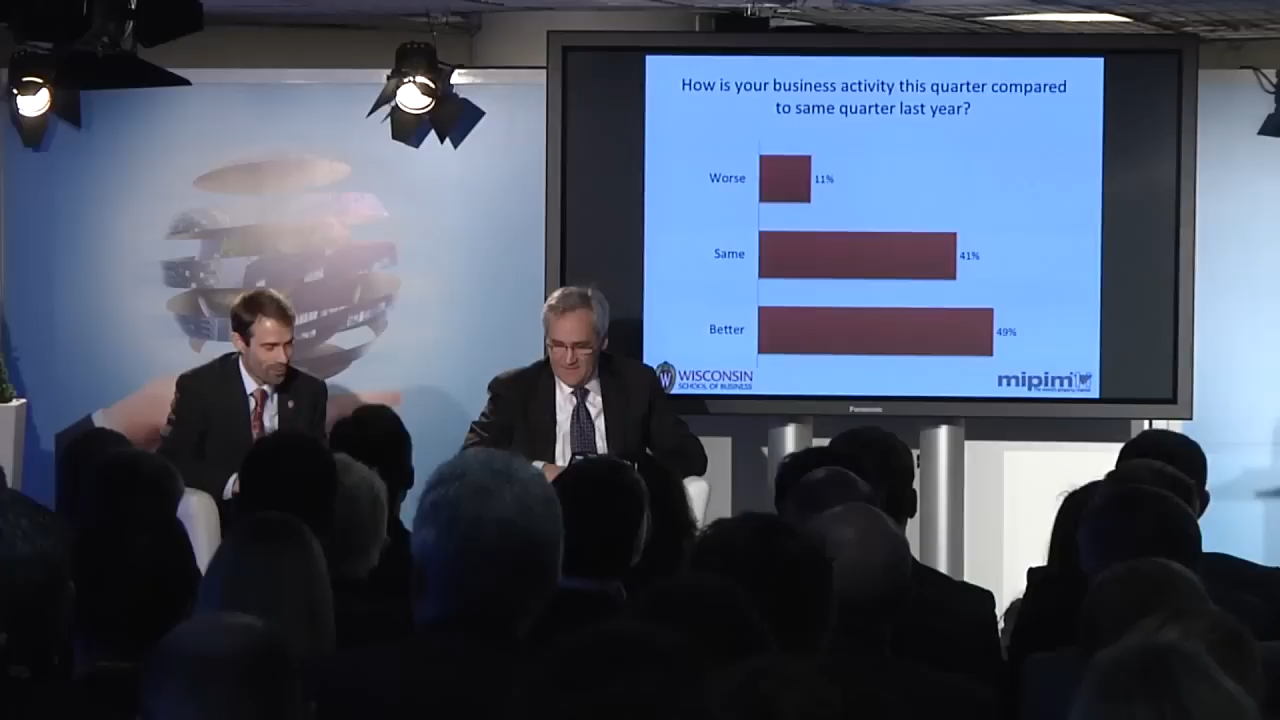 How is your business activity this quarter compared
to same quarter last year?
Worse
11%
Same
41%
Better
49%
W
WISCONSIN
SCHOOL OF BUSINESS
mipim
Panasonic